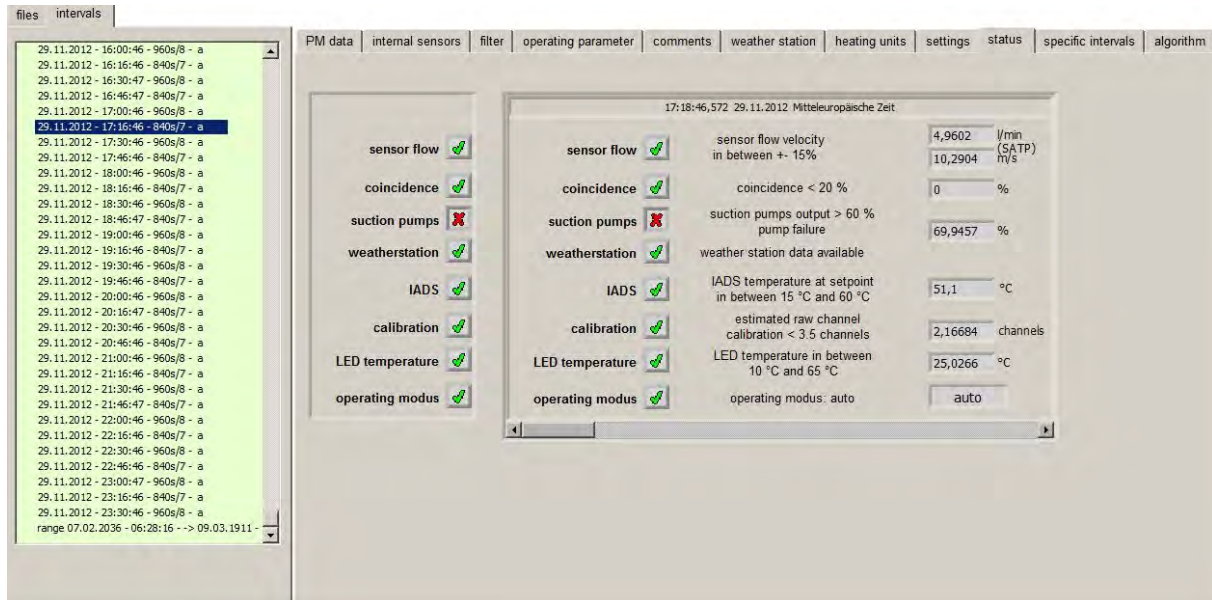 files intervals
29.11.2012 - 16:00:46 - 960s/8 - a
29.11.2012 - 16:16:46 - 840s/7 - a
29.11.2012 - 16:30:47 - 960s/8 - a
29.11.2012 - 16:46:47 - 840s/7 - a
29.11.2012 - 17:00:46 - 960s/8 - a
29.11.2012 - 17:16:46 - 840s/7 - a
29.11.2012 - 17:30:46 - 960s/8 - a
29.11.2012 - 17:46:46 - 840s/7 - a
29.11.2012 - 18:00:46 - 960s/8 - a
29.11.2012 - 18:16:46 - 840s/7 - a
29.11.2012 - 18:30:46 - 960s/8 - a
29.11.2012 - 18:46:47 - 840s/7 - a
29.11.2012 - 19:00:46 - 960s/8 - a
29.11.2012 - 19:16:46 - 840s/7 - a
29.11.2012 - 19:30:46 - 960s/8 - a
29.11.2012 - 19:46:46 - 840s/7 - a
29.11.2012 - 20:00:46 - 960s/8 - a
29.11.2012 - 20:16:47 - 840s/7 - a
29.11.2012 - 20:30:46 - 960s/8 - a
29.11.2012 - 20:46:46 - 840s/7 - a
29.11.2012 - 21:00:46 - 960s/8 - a
29.11.2012 - 21:16:46 - 840s/7 - a
29.11.2012 - 21:30:46 - 960s/8 - a
29.11.2012 - 21:46:47 - 840s/7 - a
29.11.2012 - 22:00:46 - 960s/8 - a
29.11.2012 - 22:16:46 - 840s/7 - a
29.11.2012 - 22:30:46 - 960s/8 - a
29.11.2012 - 22:46:46 - 840s/7 - a
29.11.2012 - 23:00:47 - 960s/8 - a
29.11.2012 - 23:16:46 - 840s/7 - a
29.11.2012 - 23:30:46 - 960s/8 - a
range 07.02.2036 - 06:28:16 - -> 09.03.1911 -
PM data internal sensors filter operating parameter comments weather station heating units settings status specific intervals algorithm
sensor flow
coincidence
suction pumps
weatherstation
IADS
calibration
LED temperature
operating modus
17:18:46,572 29.11.2012 Mitteleuropäische Zeit
sensor flow
sensor flow velocity
in between +- 15%
4,9602 l/min
(SATP)
10,2904 m/s
coincidence
coincidence < 20 %
0 %
suction pumps
suction pumps output > 60 %
pump failure
69,9457 %
weatherstation
weather station data available
IADS
IADS temperature at setpoint
in between 15 °C and 60 °C
51,1 °C
calibration
estimated raw channel
calibration < 3.5 channels
2,16684 channels
LED temperature
LED temperature in between
10 °C and 65 °C
25,0266 °C
operating modus
operating modus: auto
auto